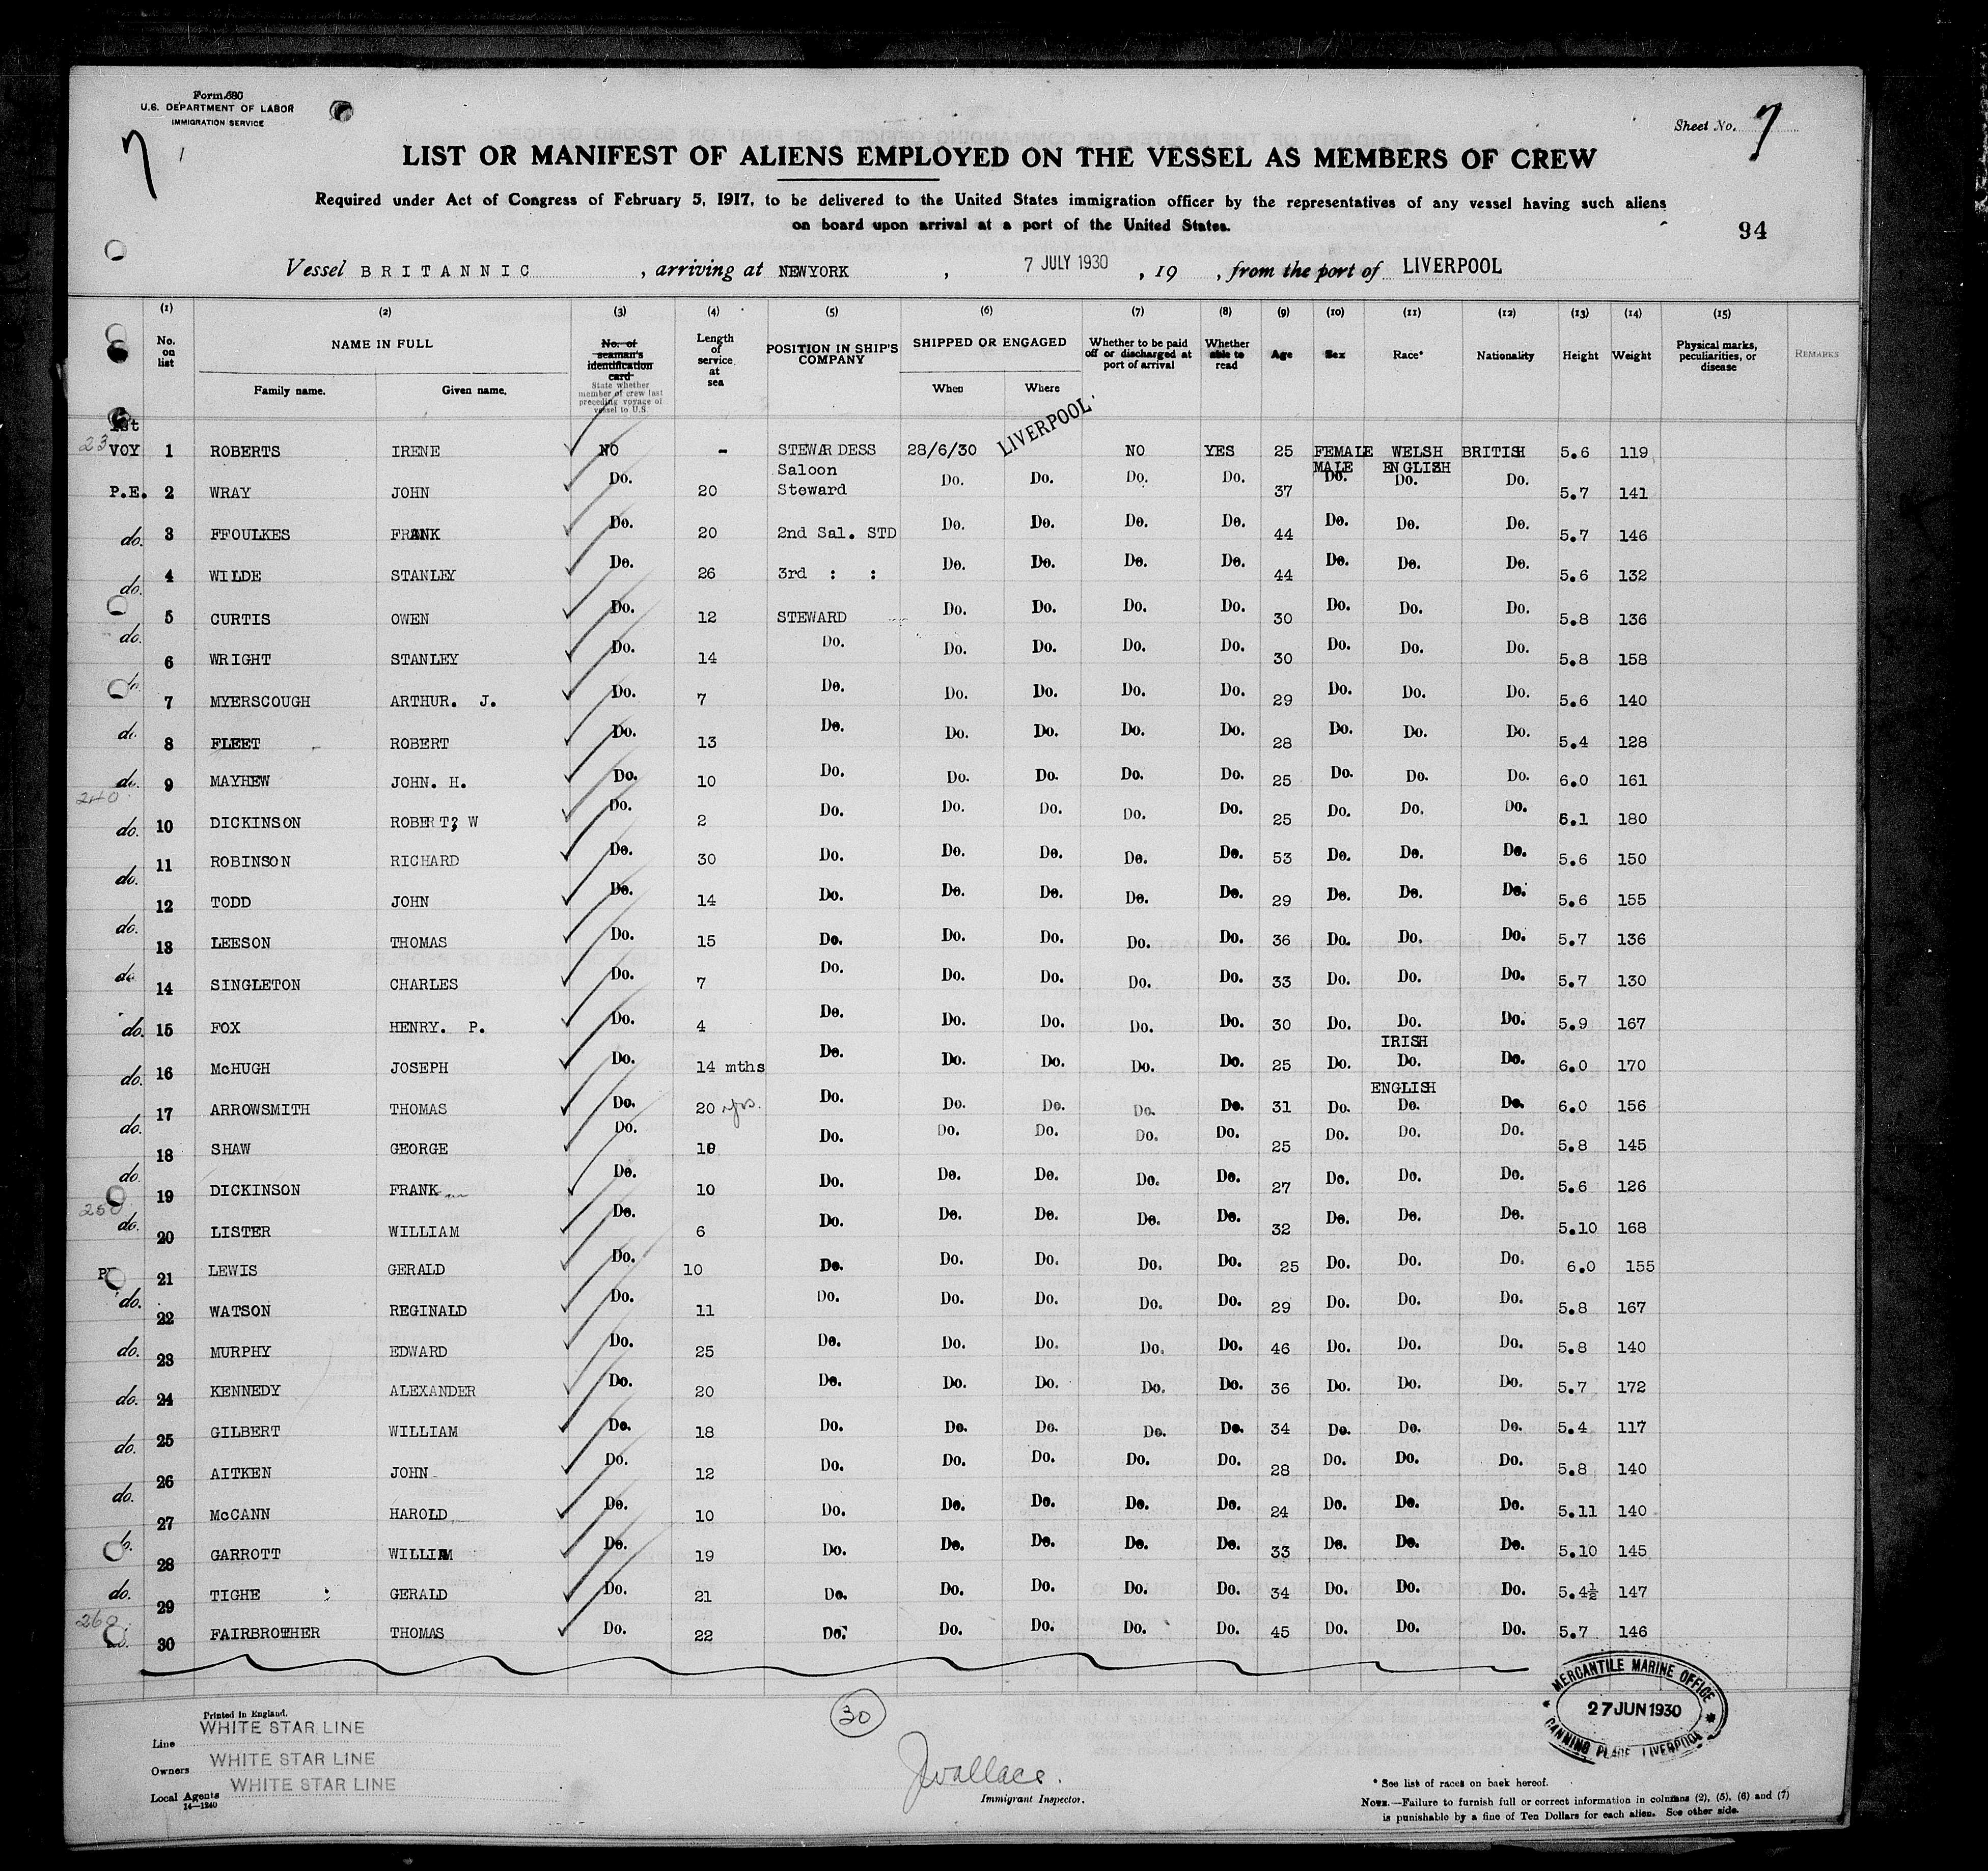 Form 680
U.S. DEPARTMENT OF LABOR
IMMIGRATION SERVICE
7
Sheet No. 7
LIST OR MANIFEST OF ALIENS EMPLOYED ON THE VESSEL AS MEMBERS OF CREW
Required under Act of Congress of February 5, 1917, to be delivered to the United States immigration officer by the representatives of any vessel having such aliens
on board upon arrival at a port of the United States.
94
Vessel BRITANNIC, arriving at NEWYORK, 7 JULY 1930, 19 , from the port of LIVERPOOL
(1) (2) (3) (4) (5) (6) (7) (8) (9) (10) (11) (12) (13) (14) (15)
No. on list NAME IN FULL Family name. Given name. No. of seaman's identification card State whether member of crew last preceding voyage of vessel to U.S Length of service at sea POSITION IN SHIP'S COMPANY SHIPPED OR ENGAGED When Where Whether to be paid off or discharged at port of arrival Whether able to read Age Sex Race* Nationality Height Weight Physical marks, peculiarities, or disease REMARKS
1st VOY 1 ROBERTS IRENE NO - STEWARDESS 28/6/30 LIVERPOOL NO YES 25 FEMALE WELSH BRITISH 5.6 119
P.E. 2 WRAY JOHN Do. 20 Saloon Steward Do. Do. Do. Do. 37 MALE Do. ENGLISH Do. Do. 5.7 141
do. 3 FFOULKES FRANK Do. 20 2nd Sal. STD Do. Do. Do. Do. 44 Do. Do. Do. 5.7 146
do. 4 WILDE STANLEY Do. 26 3rd : : Do. Do. Do. Do. 44 Do. Do. Do. 5.6 132
do. 5 CURTIS OWEN Do. 12 STEWARD Do. Do. Do. Do. 30 Do. Do. Do. 5.8 136
6 WRIGHT STANLEY Do. 14 Do. Do. Do. Do. Do. 30 Do. Do. Do. 5.8 158
do. 7 MYERSCOUGH ARTHUR. J. Do. 7 Do. Do. Do. Do. Do. 29 Do. Do. Do. 5.6 140
do. 8 FLEET ROBERT Do. 13 Do. Do. Do. Do. Do. 28 Do. Do. Do. 5.4 128
do. 9 MAYHEW JOHN. H. Do. 10 Do. Do. Do. Do. Do. 25 Do. Do. Do. 6.0 161
240
do. 10 DICKINSON ROBERT? W Do. 2 Do. Do. Do. Do. Do. 25 Do. Do. Do. 6.1 180
do. 11 ROBINSON RICHARD Do. 30 Do. Do. Do. Do. Do. 53 Do. Do. Do. 5.6 150
do. 12 TODD JOHN Do. 14 Do. Do. Do. Do. Do. 29 Do. Do. Do. 5.6 155
do. 13 LEESON THOMAS Do. 15 Do. Do. Do. Do. Do. 36 Do. Do. Do. 5.7 136
do. 14 SINGLETON CHARLES Do. 7 Do. Do. Do. Do. Do. 33 Do. Do. Do. 5.7 130
do. 15 FOX HENRY. P. Do. 4 Do. Do. Do. Do. Do. 30 Do. Do. Do. 5.9 167
do. 16 McHUGH JOSEPH Do. 14 mths Do. Do. Do. Do. Do. 25 Do. IRISH Do. Do. 6.0 170
do. 17 ARROWSMITH THOMAS Do. 20 yrs. Do. Do. Do. Do. Do. 31 Do. ENGLISH Do. Do. 6.0 156
18 SHAW GEORGE Do. 10 Do. Do. Do. Do. Do. 25 Do. Do. Do. 5.8 145
do. 19 DICKINSON FRANK Do. 10 Do. Do. Do. Do. Do. 27 Do. Do. Do. 5.6 126
250
do. 20 LISTER WILLIAM Do. 6 Do. Do. Do. Do. Do. 32 Do. Do. Do. 5.10 168
21 LEWIS GERALD Do. 10 Do. Do. Do. Do. Do. 25 Do. Do. Do. 6.0 155
do. 22 WATSON REGINALD Do. 11 Do. Do. Do. Do. Do. 29 Do. Do. Do. 5.8 167
do. 23 MURPHY EDWARD Do. 25 Do. Do. Do. Do. Do. 46 Do. Do. Do. 5.8 140
do. 24 KENNEDY ALEXANDER Do. 20 Do. Do. Do. Do. Do. 36 Do. Do. Do. 5.7 172
do. 25 GILBERT WILLIAM Do. 18 Do. Do. Do. Do. Do. 34 Do. Do. Do. 5.4 117
do. 26 AITKEN JOHN Do. 12 Do. Do. Do. Do. Do. 28 Do. Do. Do. 5.8 140
27 McCANN HAROLD Do. 10 Do. Do. Do. Do. Do. 24 Do. Do. Do. 5.11 140
28 GARROTT WILLIAM Do. 19 Do. Do. Do. Do. Do. 33 Do. Do. Do. 5.10 145
do. 29 TIGHE GERALD Do. 21 Do. Do. Do. Do. Do. 34 Do. Do. Do. 5.4½ 147
260
do. 30 FAIRBROTHER THOMAS Do. 22 Do. Do. Do. Do. Do. 45 Do. Do. Do. 5.7 146
MERCANTILE MARINE OFFICE
27 JUN 1930
CANNING PLACE, LIVERPOOL
Printed in England.
Line WHITE STAR LINE
Owners WHITE STAR LINE
Local Agents WHITE STAR LINE
14—1240
30
J Wallace.
Immigrant Inspector.
* See list of races on back hereof.
NOTE.—Failure to furnish full or correct information in columns (2), (5), (6) and (7)
is punishable by a fine of Ten Dollars for each alien. See other side.